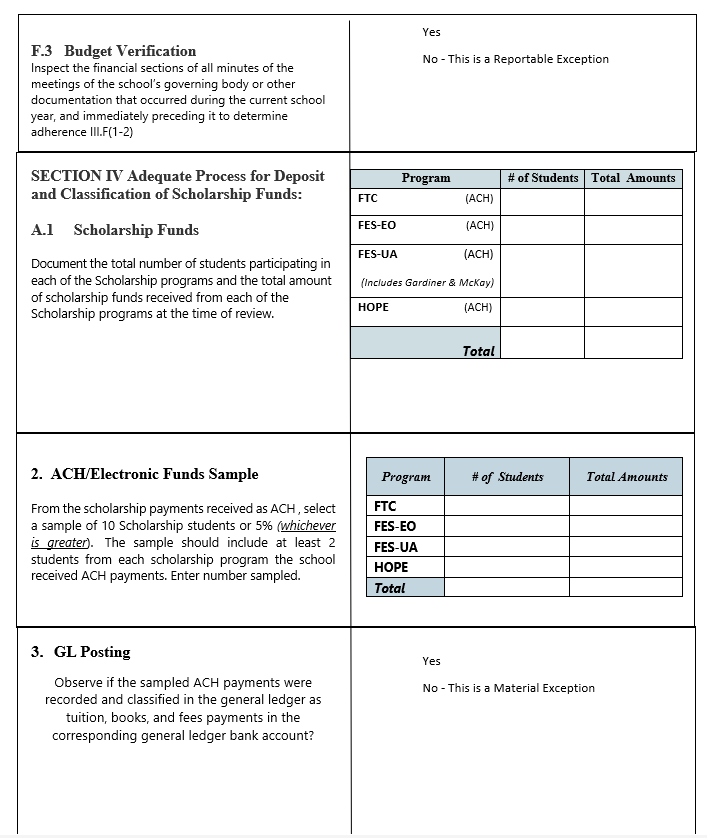 F.3 Budget Verification
Inspect the financial sections of all minutes of the
meetings of the school's governing body or other
documentation that occurred during the current school
year, and immediately preceding it to determine
adherence III.F(1-2)
Yes
No - This is a Reportable Exception
SECTION IV Adequate Process for Deposit
and Classification of Scholarship Funds:
A.1 Scholarship Funds
Document the total number of students participating in
each of the Scholarship programs and the total amount
of scholarship funds received from each of the
Scholarship programs at the time of review.
Program # of Students Total Amounts
FTC (ACH)
FES-EO (ACH)
FES-UA (ACH)
(Includes Gardiner & McKay)
HOPE (ACH)
Total
2. ACH/Electronic Funds Sample
From the scholarship payments received as ACH , select
a sample of 10 Scholarship students or 5% (whichever
is greater). The sample should include at least 2
students from each scholarship program the school
received ACH payments. Enter number sampled.
Program # of Students Total Amounts
FTC
FES-EO
FES-UA
HOPE
Total
3. GL Posting
Observe if the sampled ACH payments were
recorded and classified in the general ledger as
tuition, books, and fees payments in the
corresponding general ledger bank account?
Yes
No - This is a Material Exception